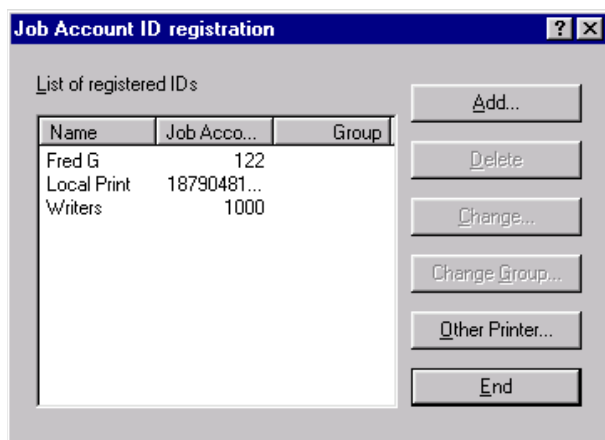 Job Account ID registration
List of registered IDs
Name Job Acco... Group
Fred G 122
Local Print 18790481...
Writers 1000
Add...
Delete
Change...
Change Group...
Other Printer...
End